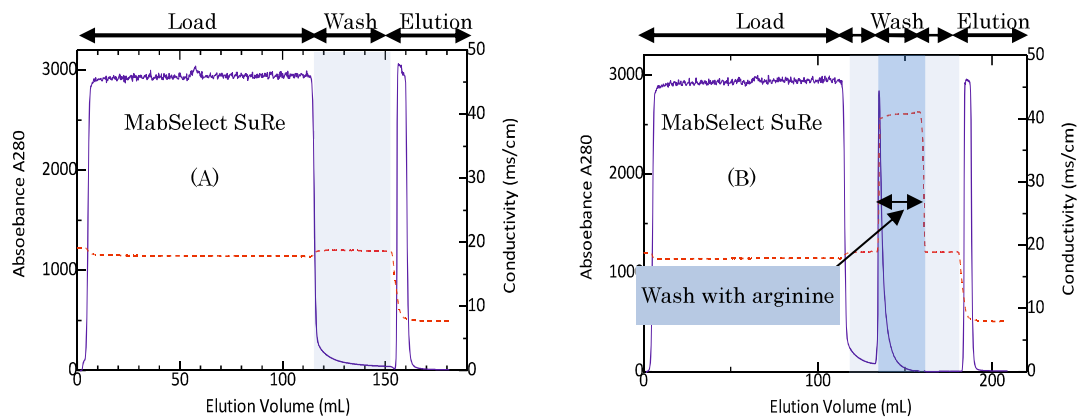 Load Wash Elution
3000
2000
1000
0
Absoebance A280
MabSelect SuRe
(A)
50
40
30
20
10
0
Conductivity (ms/cm)
0 50 100 150
Elution Volume (mL)
Load Wash Elution
3000
2000
1000
0
Absoebance A280
MabSelect SuRe
(B)
Wash with arginine
50
40
30
20
10
0
Conductivity (ms/cm)
0 100 200
Elution Volume (mL)